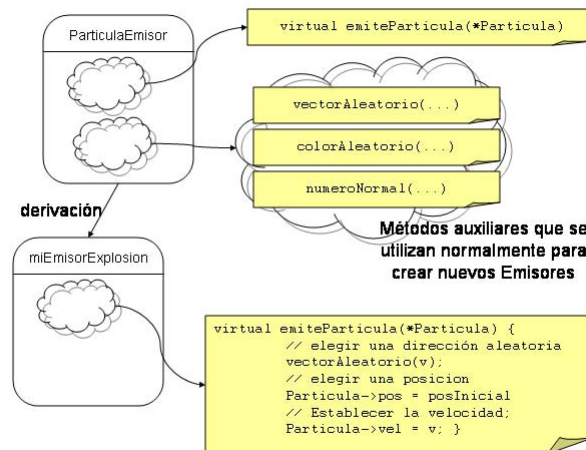 ParticulaEmisor
virtual emiteParticula(*Particula)
vectorAleatorio(...)
colorAleatorio(...)
numeroNormal(...)
derivación
Métodos auxiliares que se
utilizan normalmente para
crear nuevos Emisores
miEmisorExplosion
virtual emiteParticula(*Particula) {
// elegir una dirección aleatoria
vectorAleatorio(v);
// elegir una posicion
Particula->pos = posInicial
// Establecer la velocidad;
Particula->vel = v; }